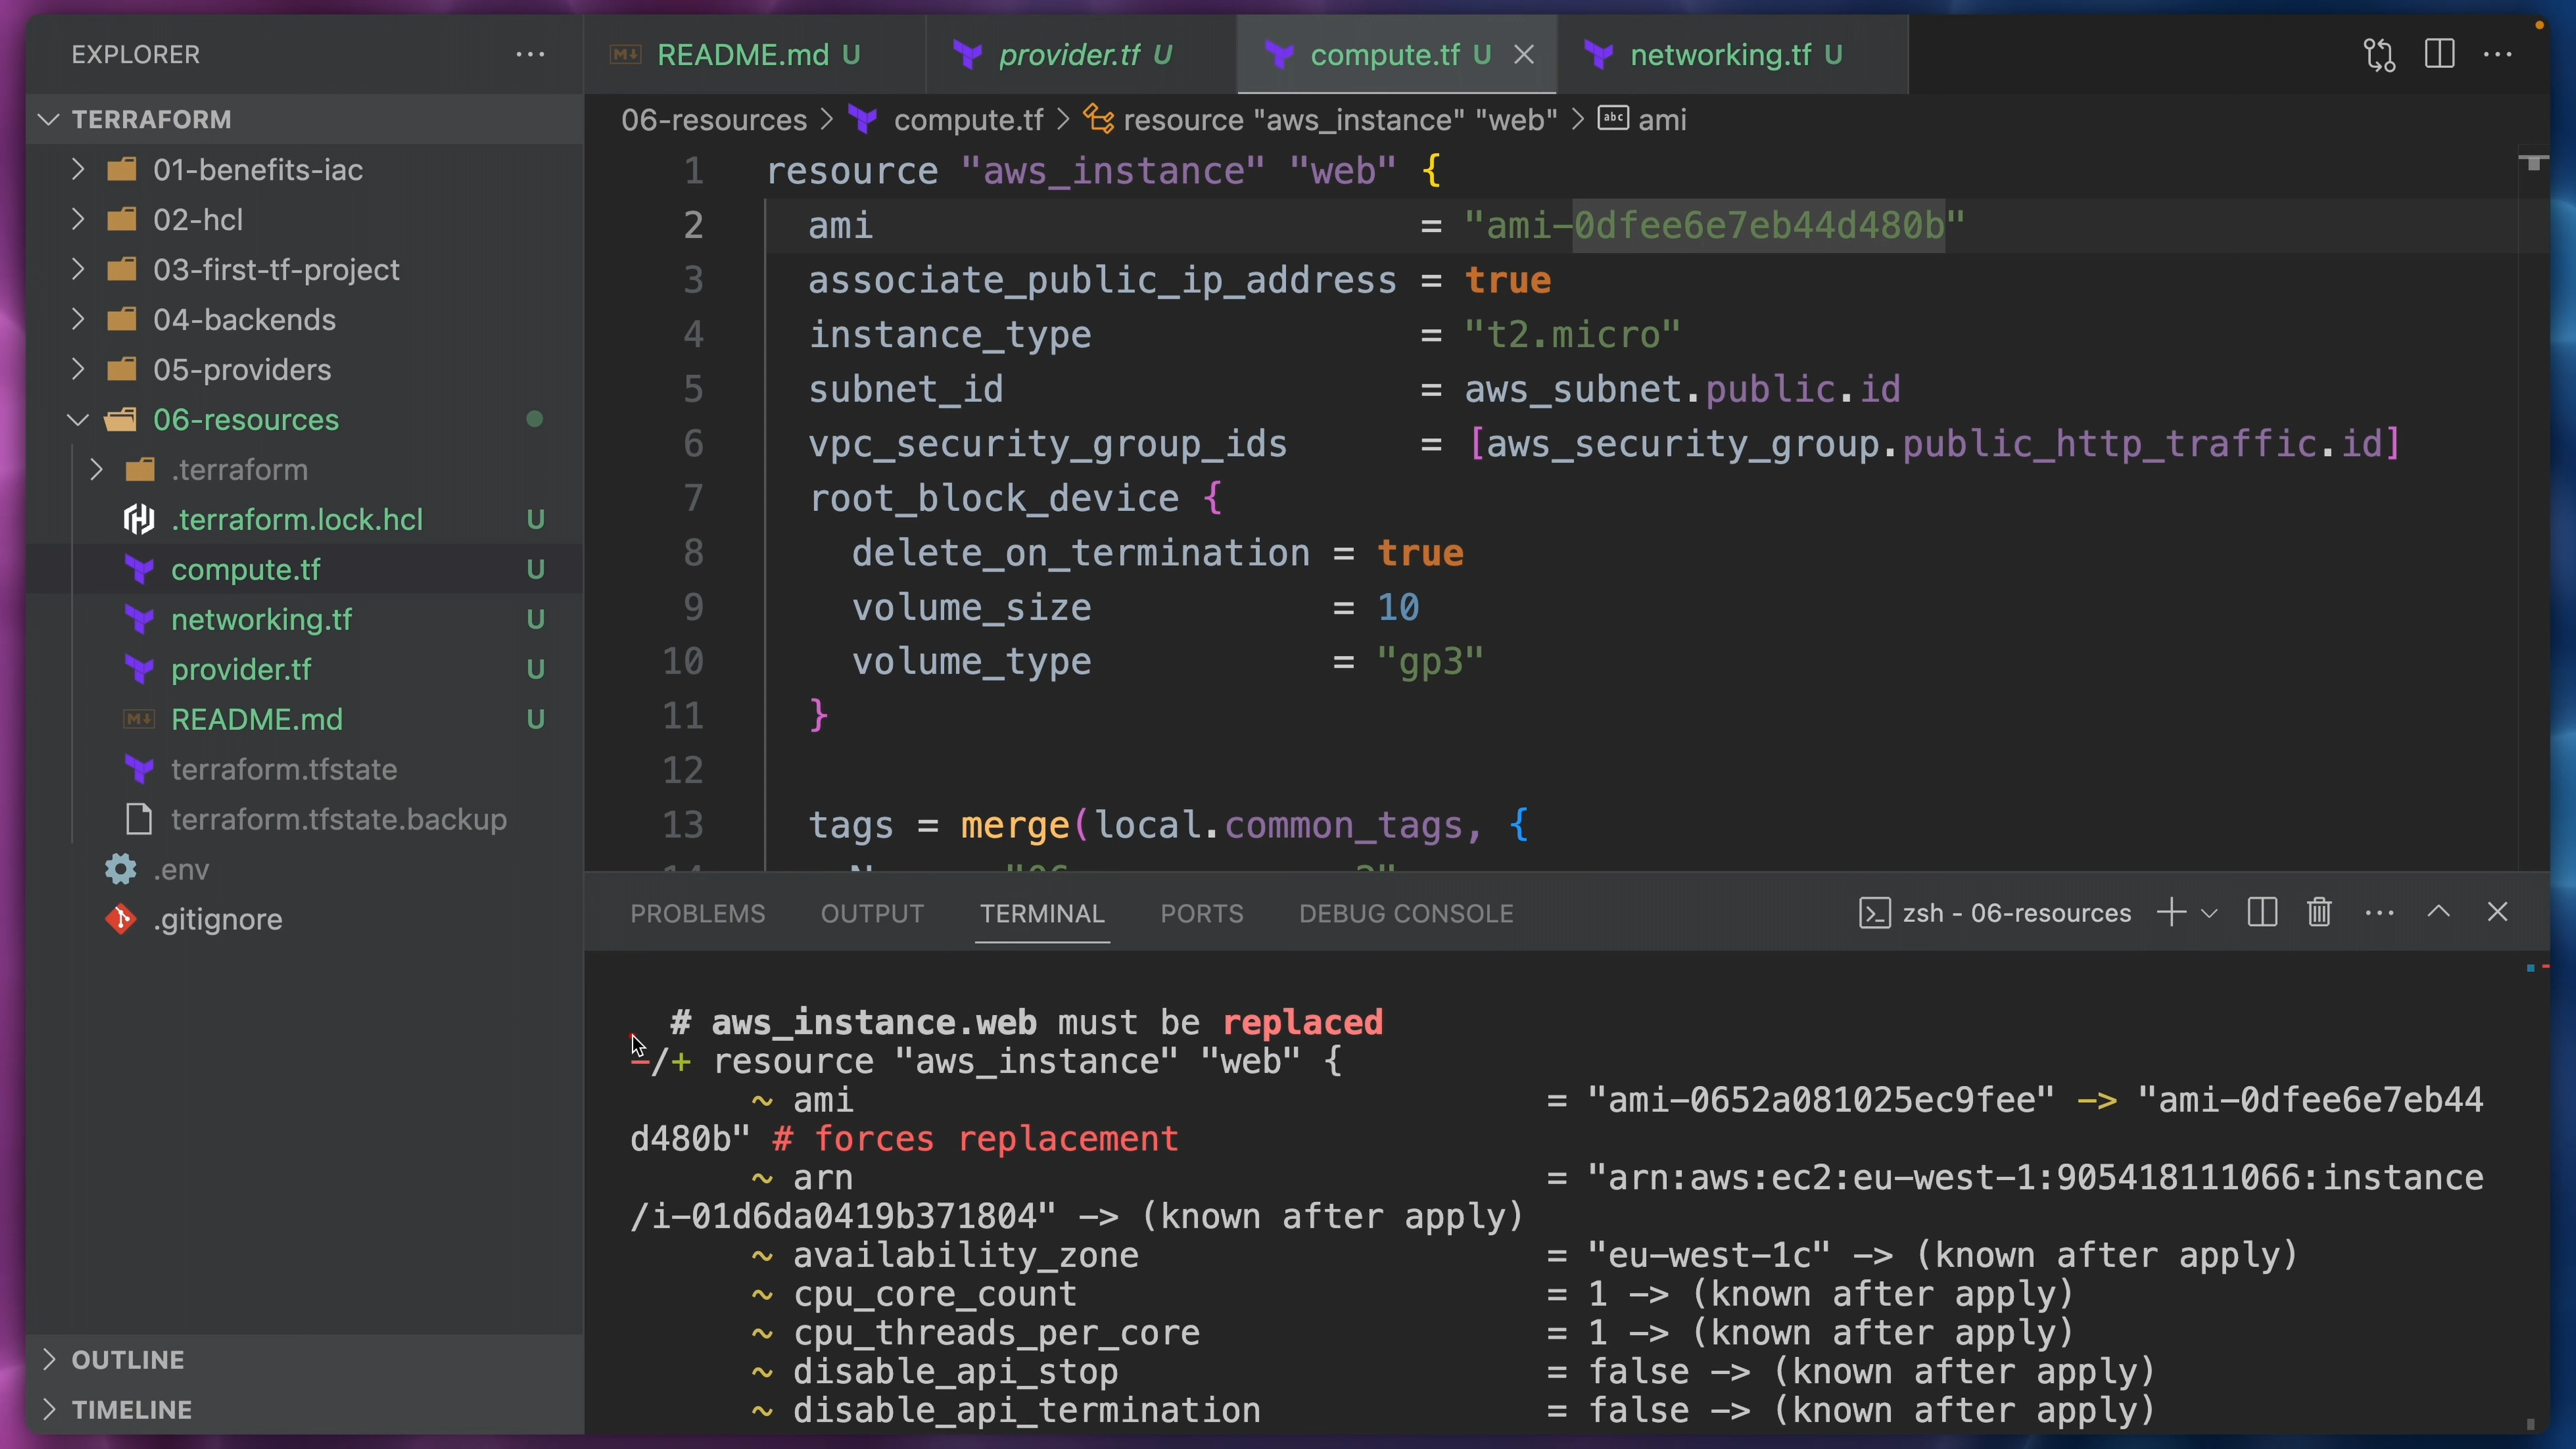 EXPLORER
TERRAFORM
01-benefits-iac
02-hcl
03-first-tf-project
04-backends
05-providers
06-resources
.terraform
.terraform.lock.hcl U
compute.tf U
networking.tf U
provider.tf U
README.md U
terraform.tfstate
terraform.tfstate.backup
.env
.gitignore
OUTLINE
TIMELINE
README.md U provider.tf U compute.tf U networking.tf U
06-resources > compute.tf > resource "aws_instance" "web" > abc ami
1 resource "aws_instance" "web" {
2 ami = "ami-0dfee6e7eb44d480b"
3 associate_public_ip_address = true
4 instance_type = "t2.micro"
5 subnet_id = aws_subnet.public.id
6 vpc_security_group_ids = [aws_security_group.public_http_traffic.id]
7 root_block_device {
8 delete_on_termination = true
9 volume_size = 10
10 volume_type = "gp3"
11 }
12
13 tags = merge(local.common_tags, {
PROBLEMS OUTPUT TERMINAL PORTS DEBUG CONSOLE zsh - 06-resources
# aws_instance.web must be replaced
-/+ resource "aws_instance" "web" {
~ ami = "ami-0652a081025ec9fee" -> "ami-0dfee6e7eb44
d480b" # forces replacement
~ arn = "arn:aws:ec2:eu-west-1:905418111066:instance
/i-01d6da0419b371804" -> (known after apply)
~ availability_zone = "eu-west-1c" -> (known after apply)
~ cpu_core_count = 1 -> (known after apply)
~ cpu_threads_per_core = 1 -> (known after apply)
~ disable_api_stop = false -> (known after apply)
~ disable_api_termination = false -> (known after apply)